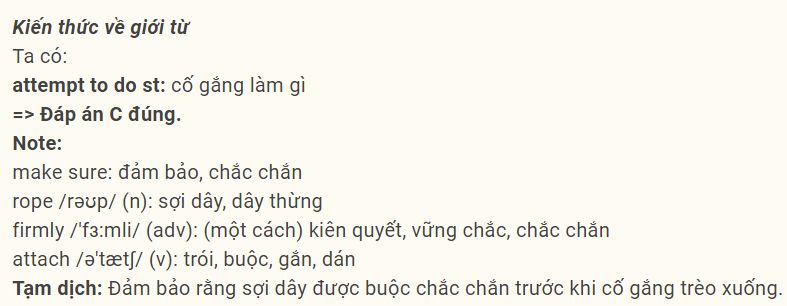 Kiến thức về giới từ
Ta có:
attempt to do st: cố gắng làm gì
=> Đáp án C đúng.
Note:
make sure: đảm bảo, chắc chắn
rope /rəʊp/ (n): sợi dây, dây thừng
firmly /ˈfɜːmli/ (adv): (một cách) kiên quyết, vững chắc, chắc chắn
attach /əˈtætʃ/ (v): trói, buộc, gắn, dán
Tạm dịch: Đảm bảo rằng sợi dây được buộc chắc chắn trước khi cố gắng trèo xuống.